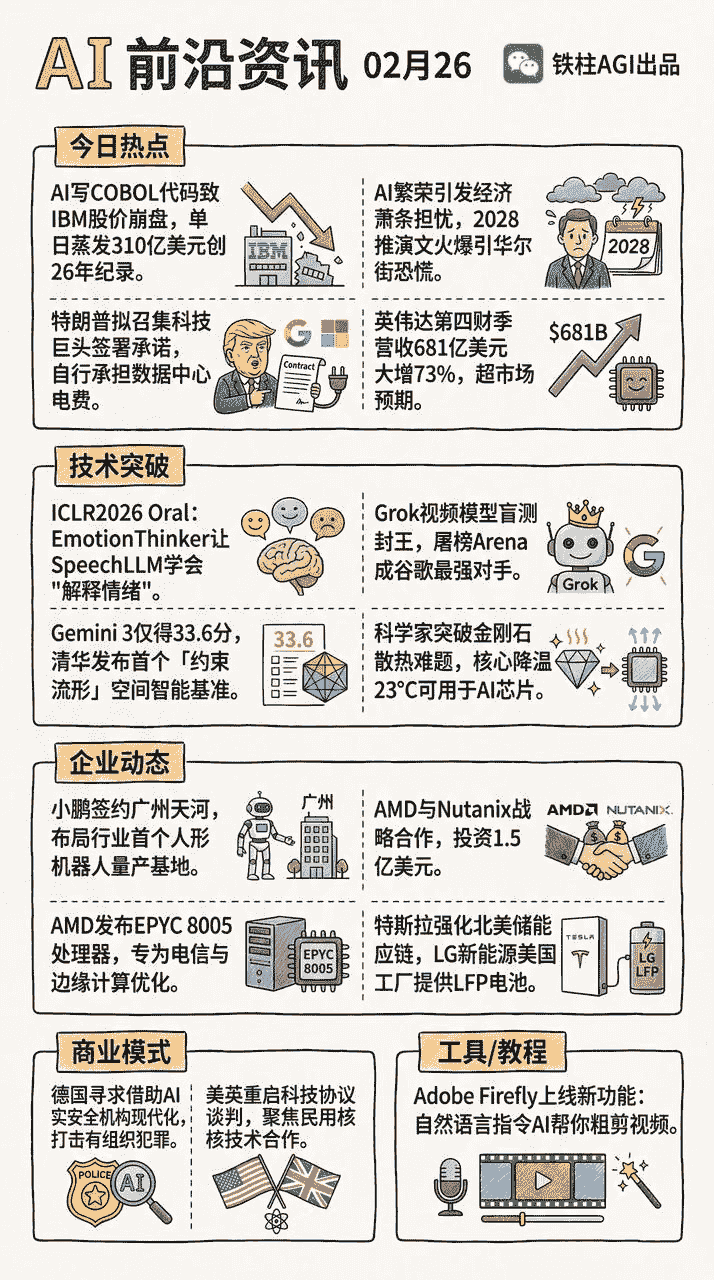 AI 前沿资讯 02月26 铁柱AGI出品
今日热点
AI写COBOL代码致
IBM股价崩盘，单
日蒸发310亿美元创
26年纪录。
IBM
AI繁荣引发经济
萧条担忧，2028
推演文火爆引华尔
街恐慌。
2028
特朗普拟召集科技
巨头签署承诺，
自行承担数据中心
电费。
G
Contract
英伟达第四财季
营收681亿美元
大增73%，超市场
预期。
$681B
技术突破
ICLR2026 Oral：
EmotionThinker让
SpeechLLM学会
"解释情绪"。
Grok视频模型盲测
封王，屠榜Arena
成谷歌最强对手。
Grok
G
Gemini 3仅得33.6分，
清华发布首个「约束
流形」空间智能基准。
33.6
科学家突破金刚石
散热难题，核心降温
23°C可用于AI芯片。
企业动态
小鹏签约广州天河，
布局行业首个人形
机器人量产基地。
广州
AMD与Nutanix战
略合作，投资1.5
亿美元。
AMD NUTANIX.
AMD发布EPYC 8005
处理器，专为电信与
边缘计算优化。
EPYC
8005
特斯拉强化北美储能
应链，LG新能源美国
工厂提供LFP电池。
TESLA
LG
LFP
商业模式
德国寻求借助AI
实安全机构现代化，
打击有组织犯罪。
POLICE
AI
美英重启科技协议
谈判，聚焦民用核
核技术合作。
工具/教程
Adobe Firefly上线新功能：
自然语言指令AI帮你粗剪视频。